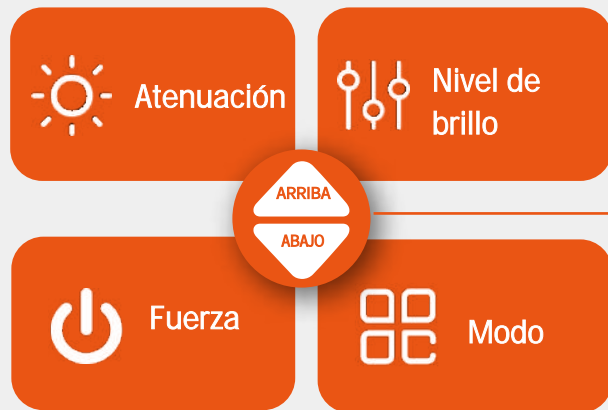 Atenuación
Nivel de
brillo
ARRIBA
ABAJO
Fuerza
Modo